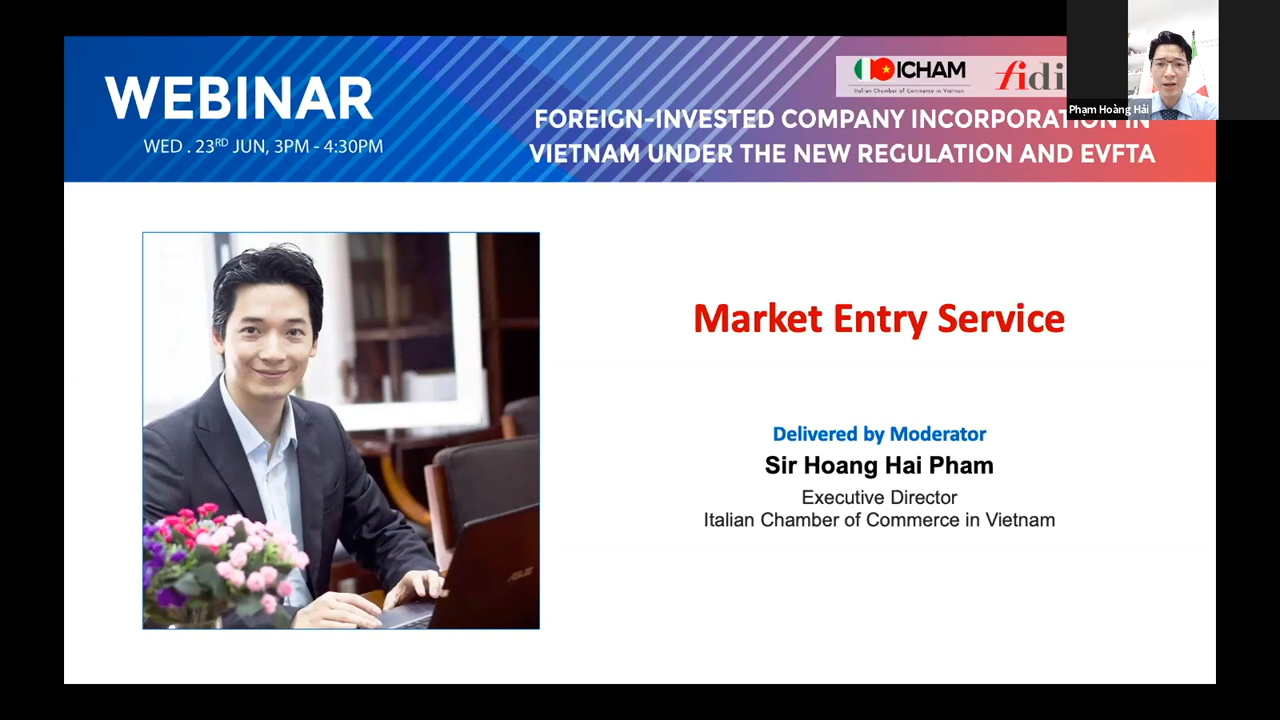 WEBINAR
WED . 23RD JUN, 3PM - 4:30PM
ICHAM
Italian Chamber of Commerce in Vietnam
fidi
Phạm Hoàng Hải
FOREIGN-INVESTED COMPANY INCORPORATION IN
VIETNAM UNDER THE NEW REGULATION AND EVFTA
Market Entry Service
Delivered by Moderator
Sir Hoang Hai Pham
Executive Director
Italian Chamber of Commerce in Vietnam
ASUS